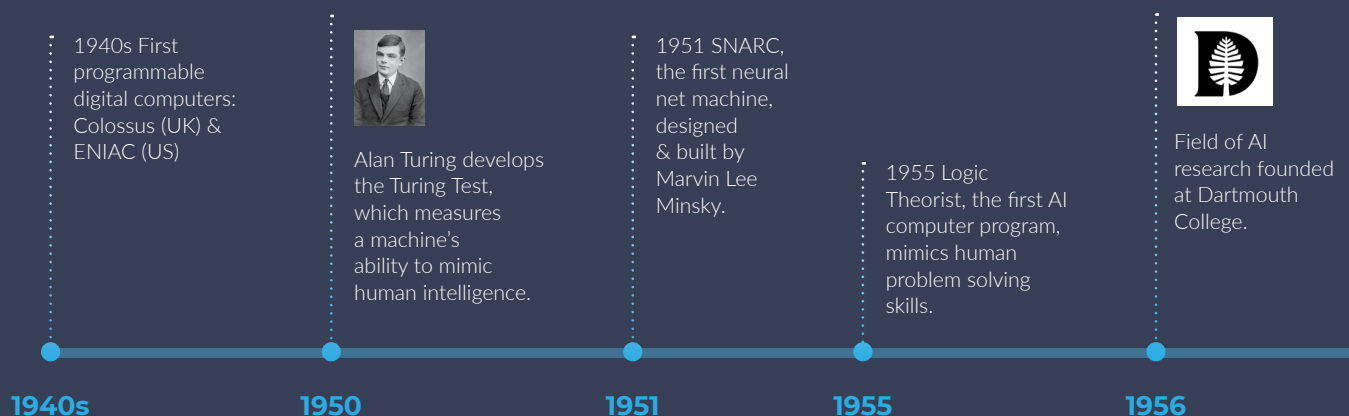 1940s First
programmable
digital computers:
Colossus (UK) &
ENIAC (US)
Alan Turing develops
the Turing Test,
which measures
a machine’s
ability to mimic
human intelligence.
1951 SNARC,
the first neural
net machine,
designed
& built by
Marvin Lee
Minsky.
1955 Logic
Theorist, the first AI
computer program,
mimics human
problem solving
skills.
D
Field of AI
research founded
at Dartmouth
College.
1940s
1950
1951
1955
1956